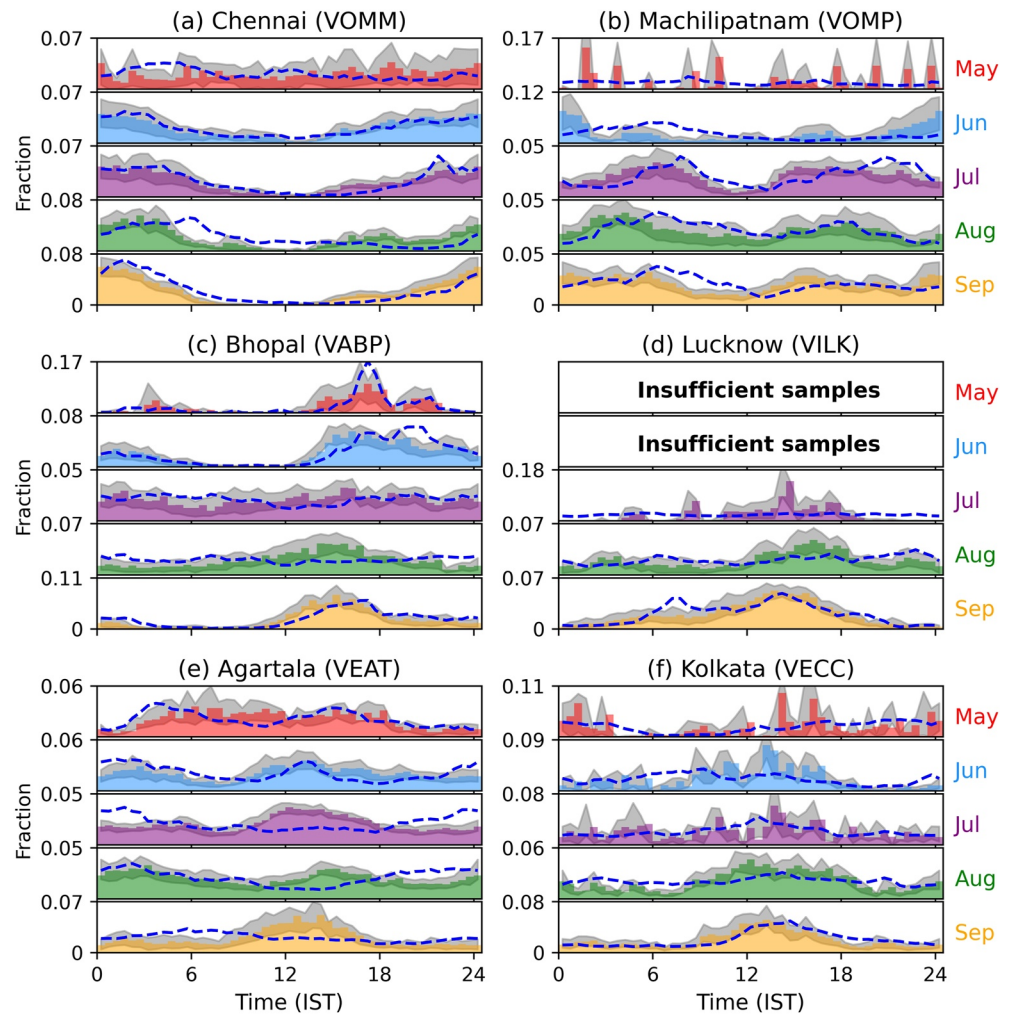 (a) Chennai (VOMM)
(b) Machilipatnam (VOMP)
0.07
0.17
May
0.07
0.12
Jun
0.07
0.05
Jul
0.08
0.05
Aug
0.08
0.05
Sep
0
0
Fraction
(c) Bhopal (VABP)
(d) Lucknow (VILK)
0.17
Insufficient samples
May
0.08
Insufficient samples
Jun
0.05
0.18
Jul
0.07
0.07
Aug
0.11
0.07
Sep
0
0
Fraction
(e) Agartala (VEAT)
(f) Kolkata (VECC)
0.06
0.11
May
0.06
0.09
Jun
0.05
0.08
Jul
0.05
0.06
Aug
0.07
0.08
Sep
0
0
Fraction
0 6 12 18 24
0 6 12 18 24
Time (IST)
Time (IST)